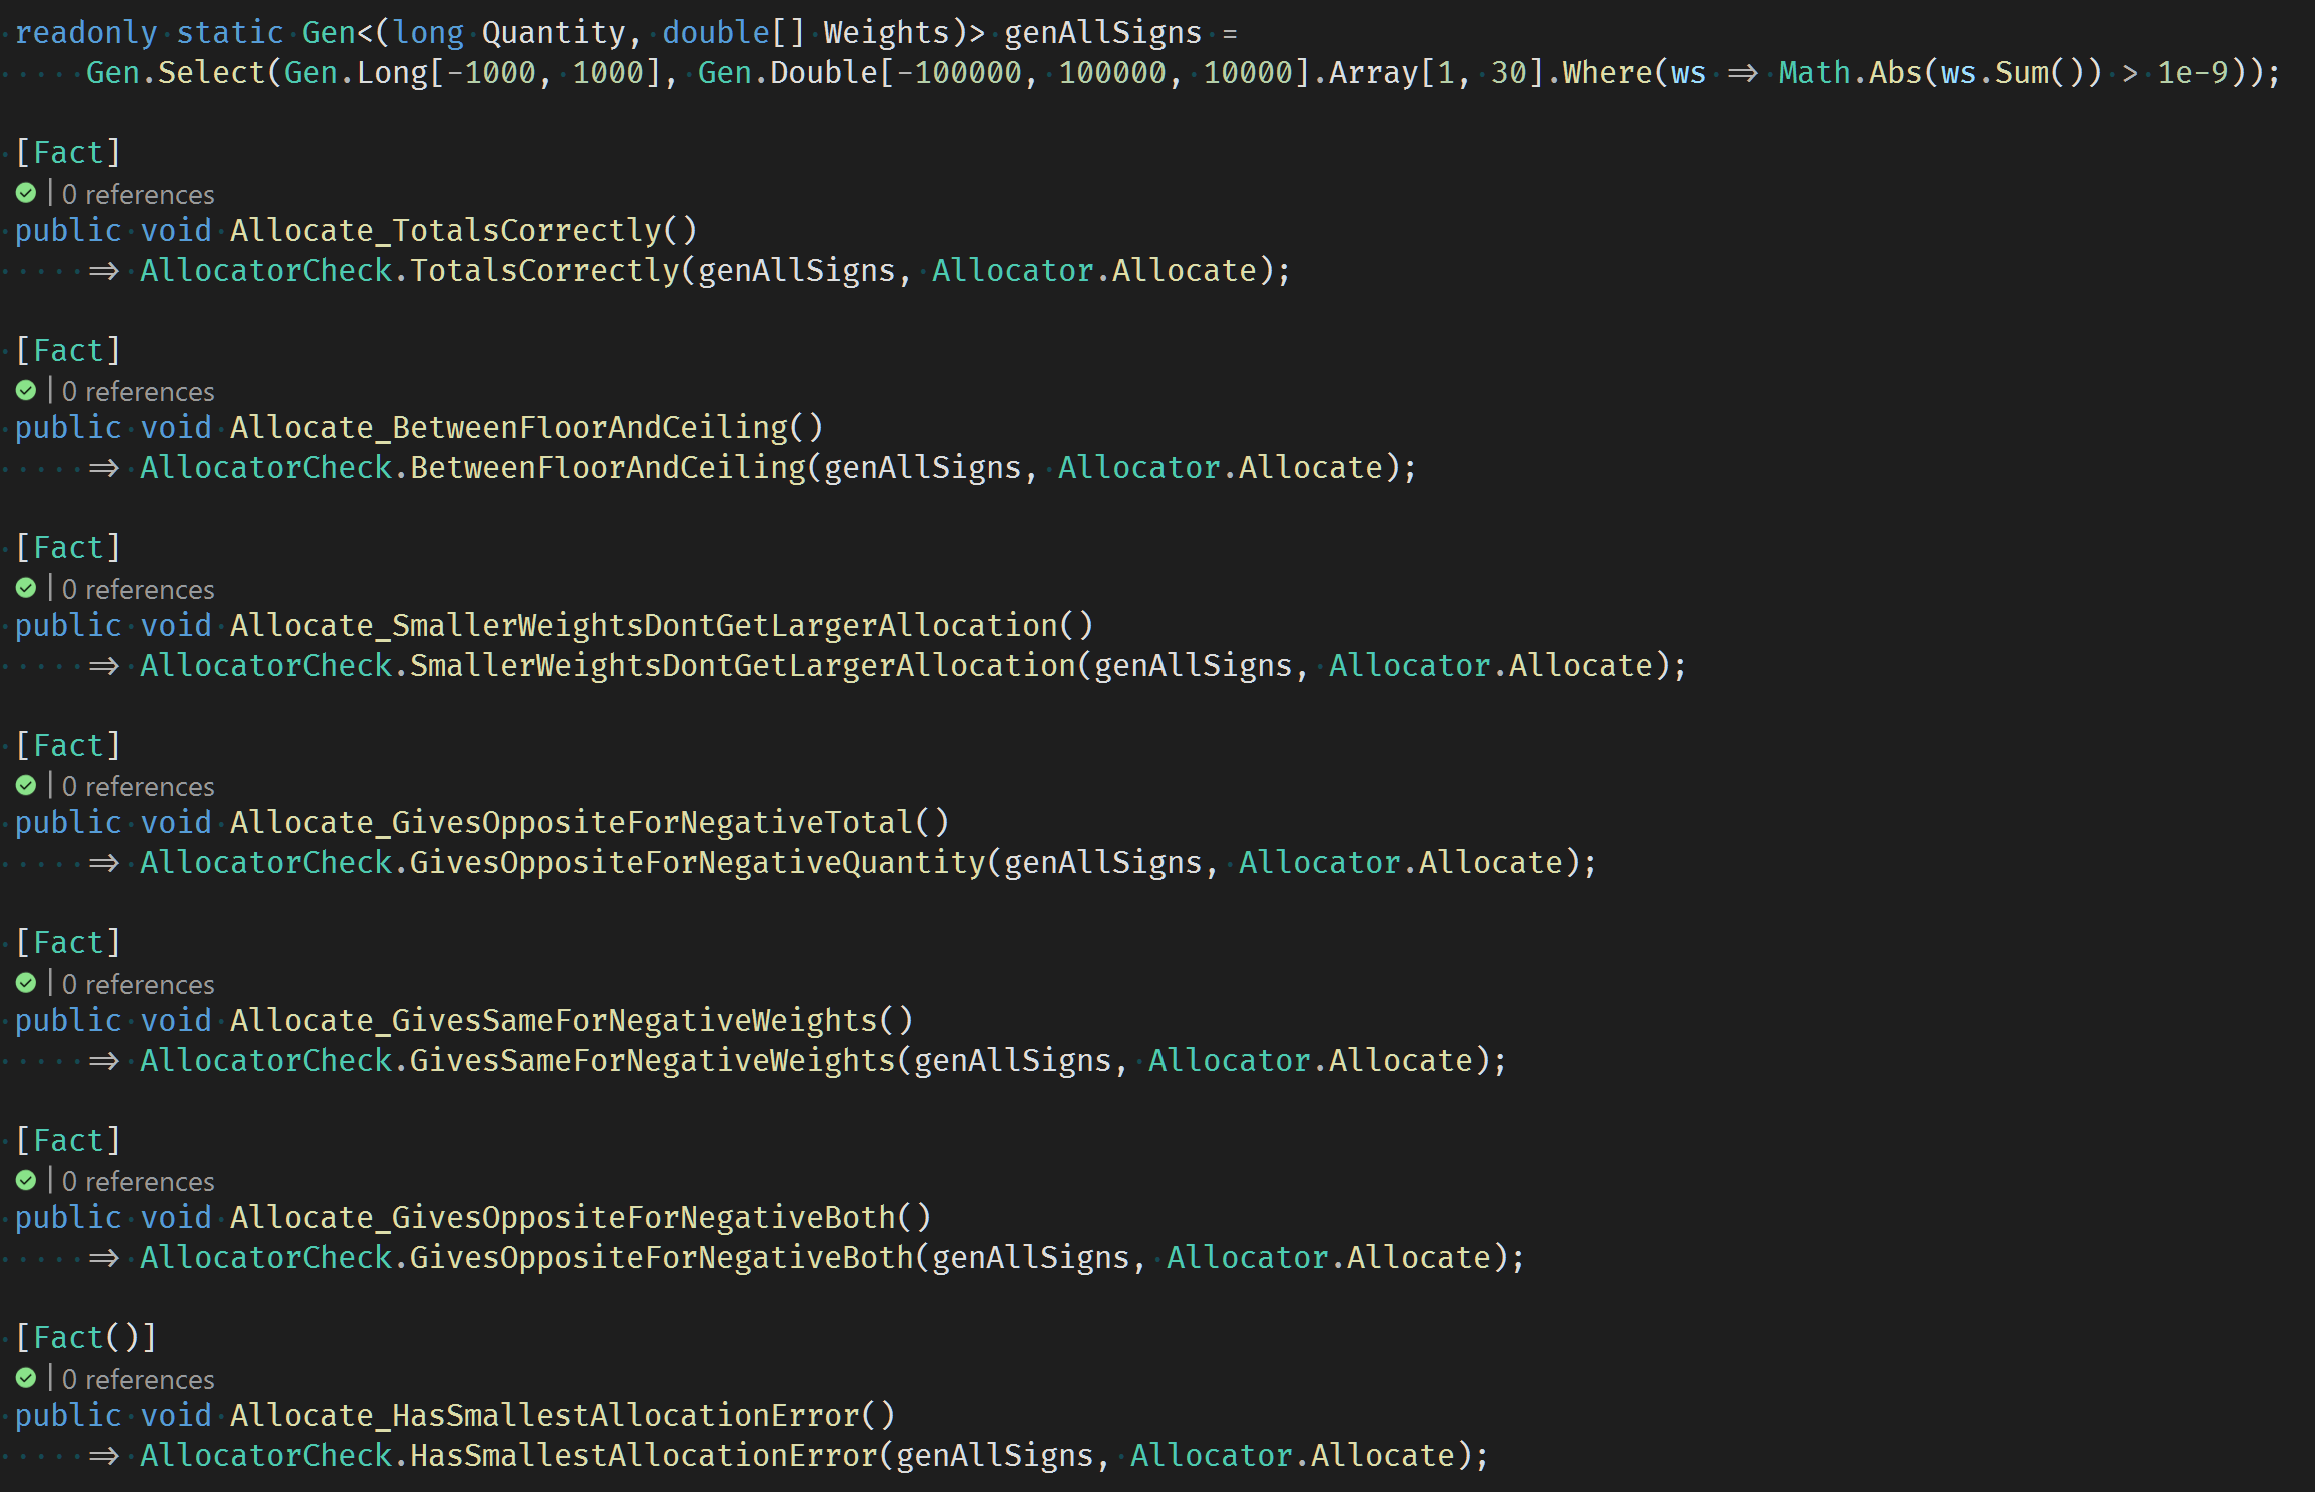 readonly static Gen<(long Quantity, double[] Weights)> genAllSigns =
Gen.Select(Gen.Long[-1000, 1000], Gen.Double[-100000, 100000, 10000].Array[1, 30].Where(ws => Math.Abs(ws.Sum()) > 1e-9));
[Fact]
| 0 references
public void Allocate_TotalsCorrectly()
=> AllocatorCheck.TotalsCorrectly(genAllSigns, Allocator.Allocate);
[Fact]
| 0 references
public void Allocate_BetweenFloorAndCeiling()
=> AllocatorCheck.BetweenFloorAndCeiling(genAllSigns, Allocator.Allocate);
[Fact]
| 0 references
public void Allocate_SmallerWeightsDontGetLargerAllocation()
=> AllocatorCheck.SmallerWeightsDontGetLargerAllocation(genAllSigns, Allocator.Allocate);
[Fact]
| 0 references
public void Allocate_GivesOppositeForNegativeTotal()
=> AllocatorCheck.GivesOppositeForNegativeQuantity(genAllSigns, Allocator.Allocate);
[Fact]
| 0 references
public void Allocate_GivesSameForNegativeWeights()
=> AllocatorCheck.GivesSameForNegativeWeights(genAllSigns, Allocator.Allocate);
[Fact]
| 0 references
public void Allocate_GivesOppositeForNegativeBoth()
=> AllocatorCheck.GivesOppositeForNegativeBoth(genAllSigns, Allocator.Allocate);
[Fact()]
| 0 references
public void Allocate_HasSmallestAllocationError()
=> AllocatorCheck.HasSmallestAllocationError(genAllSigns, Allocator.Allocate);